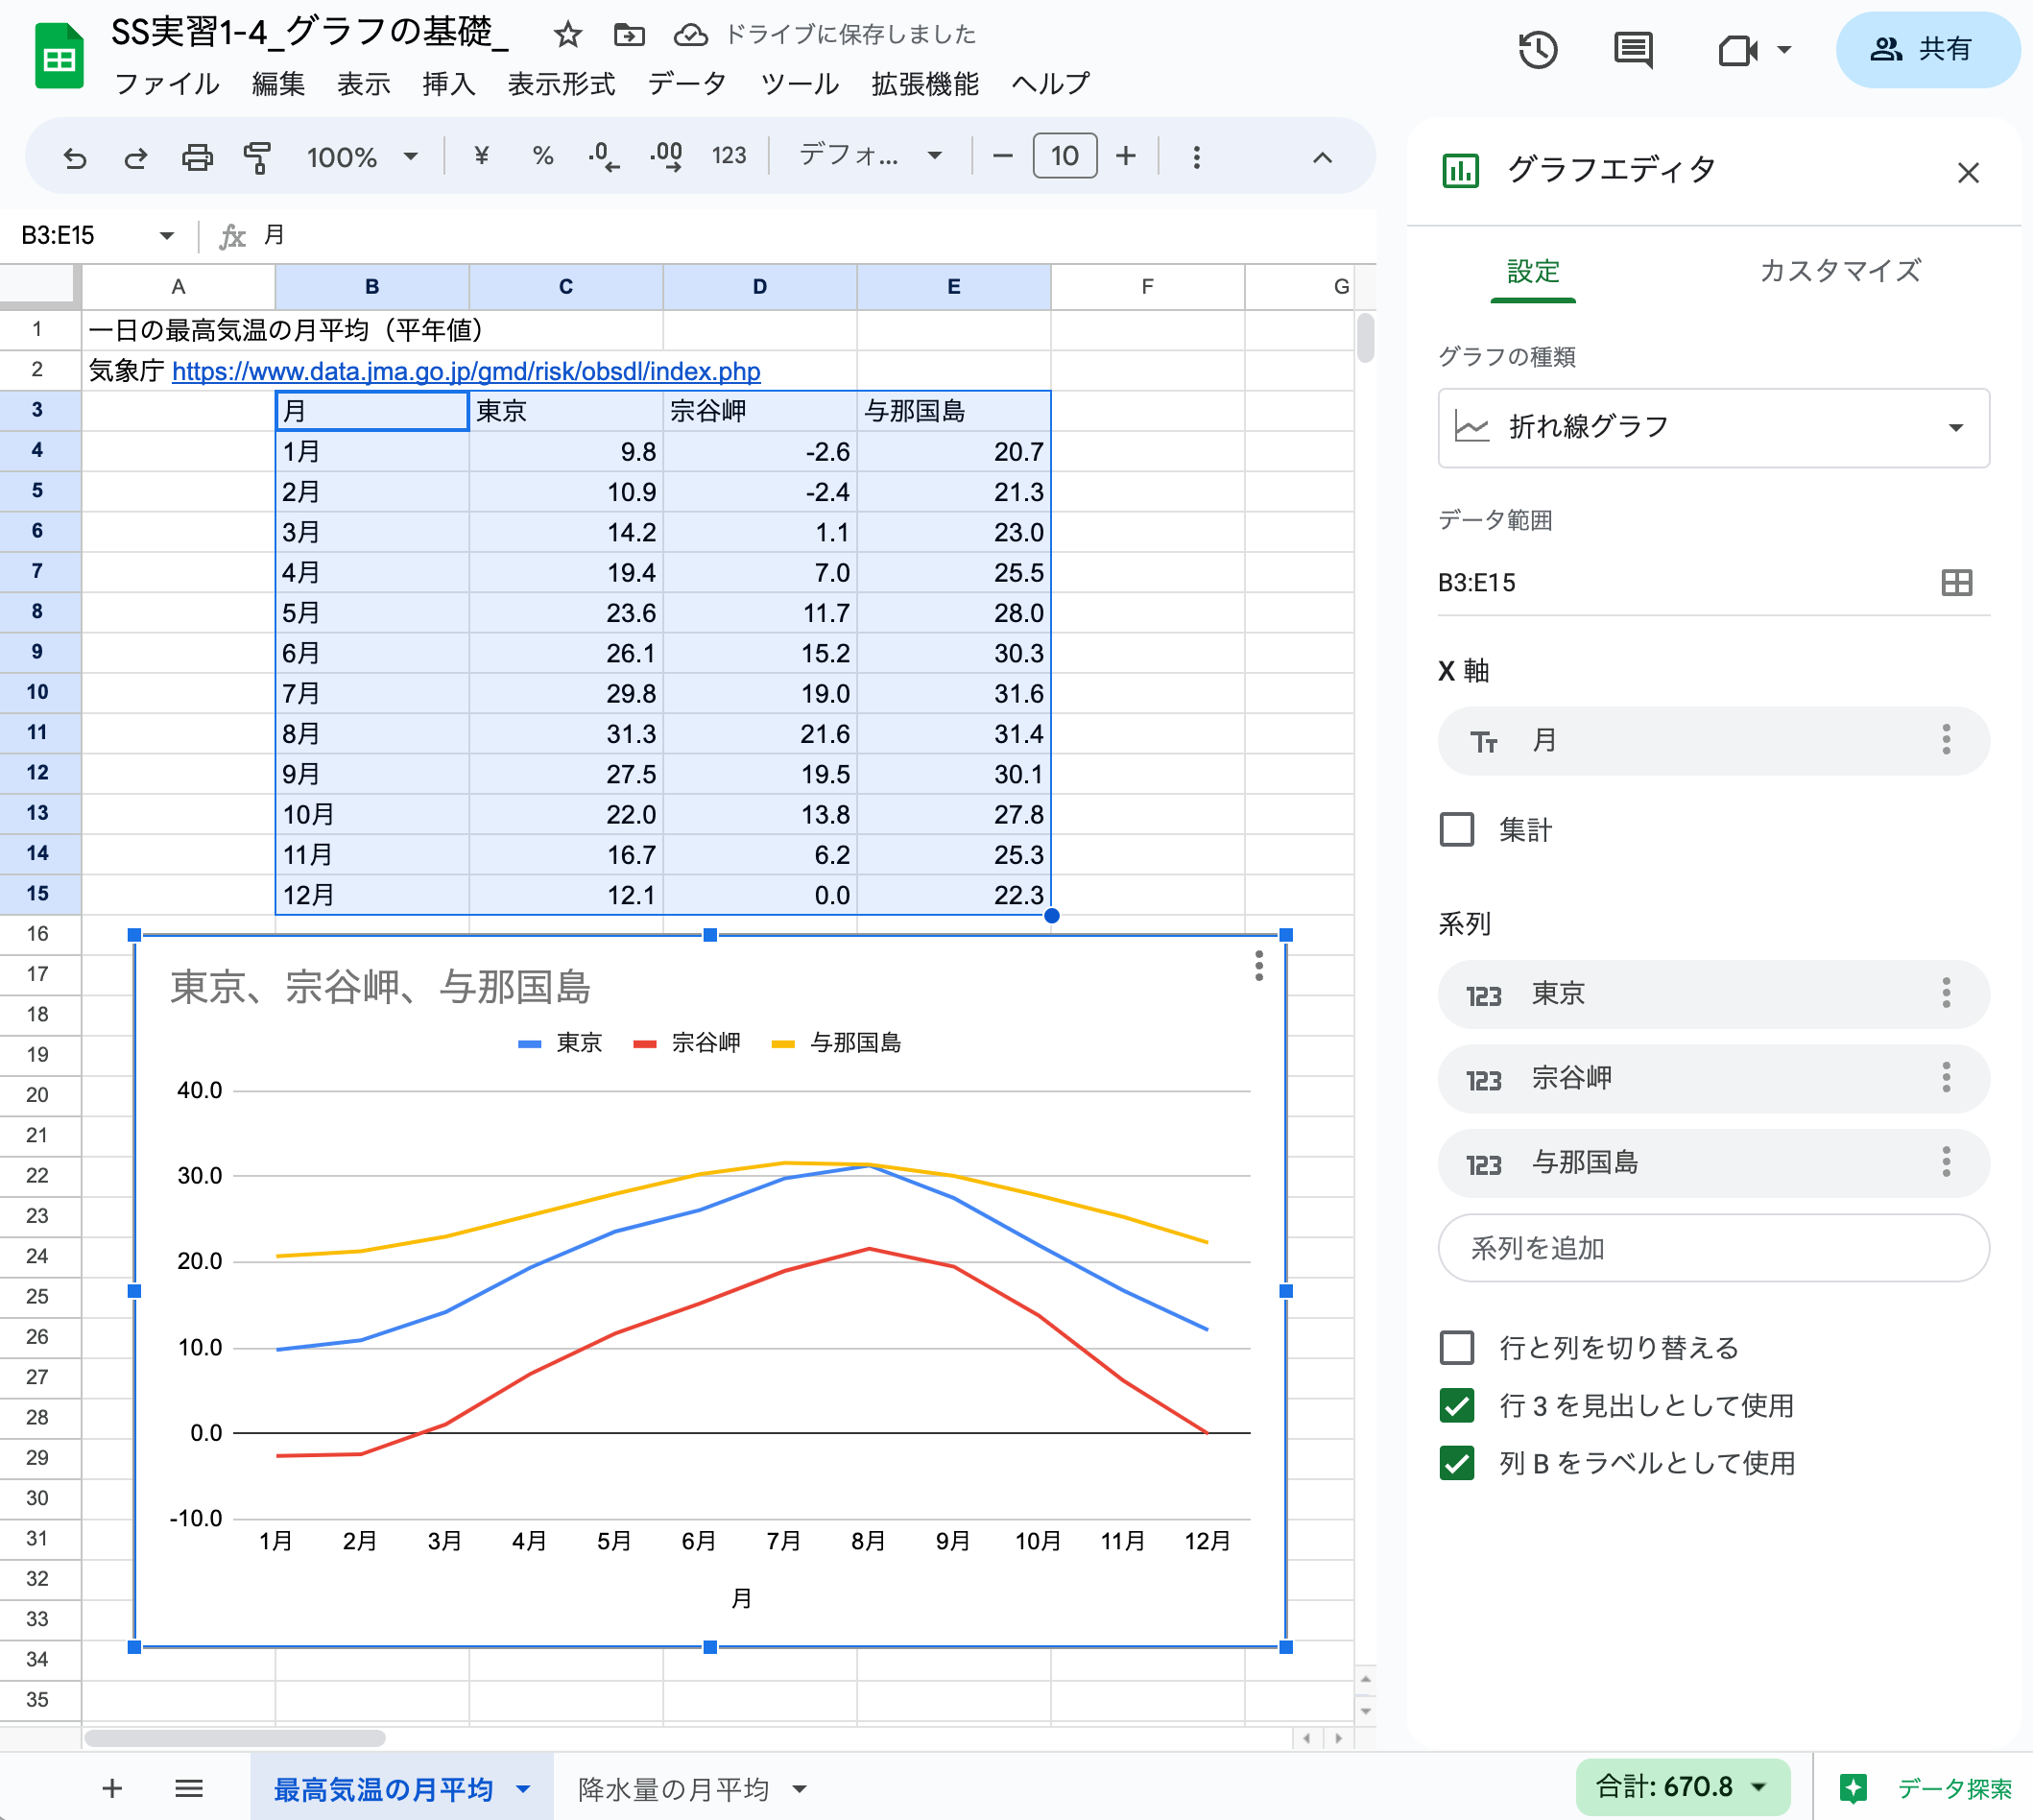 SS実習1-4_グラフの基礎_ ドライブに保存しました
ファイル 編集 表示 挿入 表示形式 データ ツール 拡張機能 ヘルプ
共有
100% ¥ % .0 .00 123 デフォ... 10
B3:E15 fx 月
A B C D E F G
1 一日の最高気温の月平均（平年値）
2 気象庁 https://www.data.jma.go.jp/gmd/risk/obsdl/index.php
3 月 東京 宗谷岬 与那国島
4 1月 9.8 -2.6 20.7
5 2月 10.9 -2.4 21.3
6 3月 14.2 1.1 23.0
7 4月 19.4 7.0 25.5
8 5月 23.6 11.7 28.0
9 6月 26.1 15.2 30.3
10 7月 29.8 19.0 31.6
11 8月 31.3 21.6 31.4
12 9月 27.5 19.5 30.1
13 10月 22.0 13.8 27.8
14 11月 16.7 6.2 25.3
15 12月 12.1 0.0 22.3
16
17
18
19
20
21
22
23
24
25
26
27
28
29
30
31
32
33
34
35
東京、宗谷岬、与那国島
東京 宗谷岬 与那国島
40.0
30.0
20.0
10.0
0.0
-10.0
1月 2月 3月 4月 5月 6月 7月 8月 9月 10月 11月 12月
月
グラフエディタ
設定 カスタマイズ
グラフの種類
折れ線グラフ
データ範囲
B3:E15
X 軸
Tт 月
集計
系列
123 東京
123 宗谷岬
123 与那国島
系列を追加
行と列を切り替える
行 3 を見出しとして使用
列 B をラベルとして使用
最高気温の月平均 降水量の月平均 合計: 670.8 データ探索